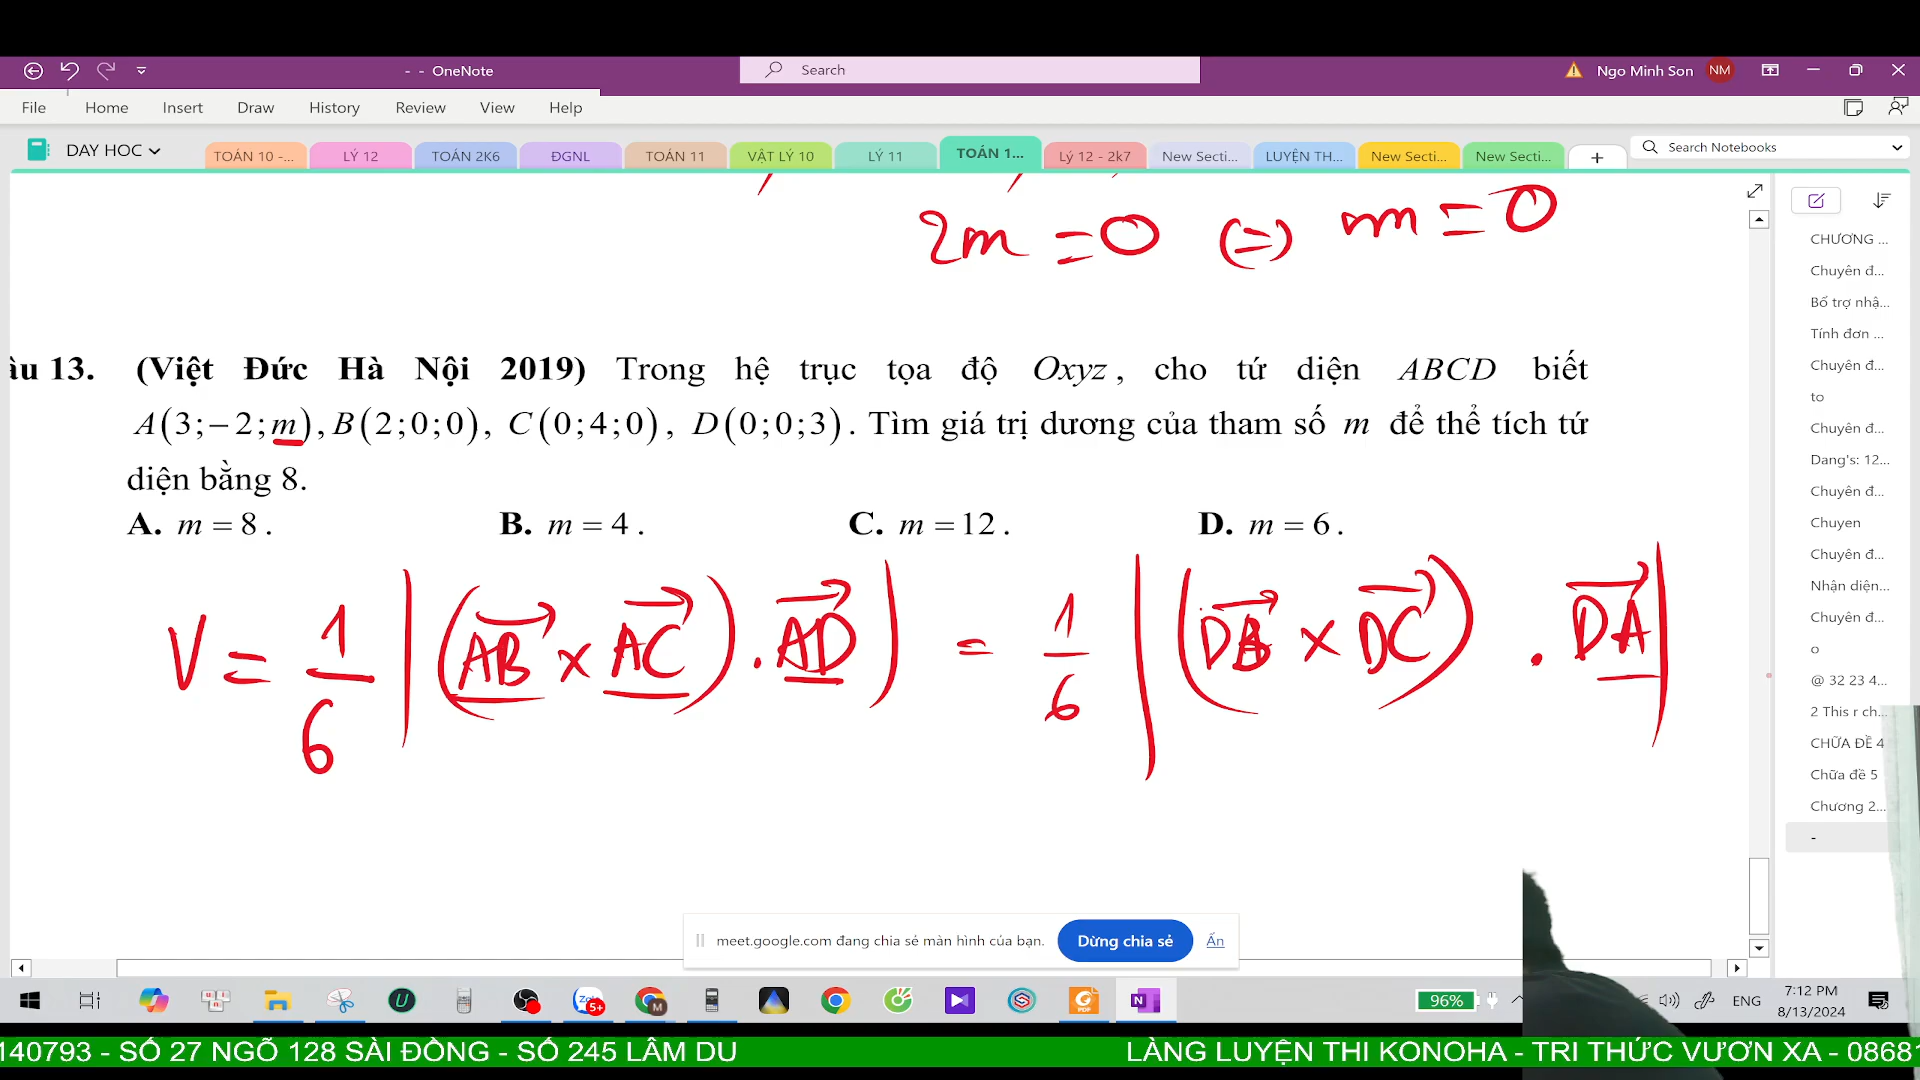 - - OneNote
Search
Ngo Minh Son NM
File Home Insert Draw History Review View Help
DAY HOC
TOÁN 10 -... LÝ 12 TOÁN 2K6 ĐGNL TOÁN 11 VẬT LÝ 10 LÝ 11 TOÁN 1... Lý 12 - 2k7 New Secti... LUYỆN TH... New Secti... New Secti... +
Search Notebooks
2m = 0 (=) m = 0
âu 13. (Việt Đức Hà Nội 2019) Trong hệ trục tọa độ Oxyz, cho tứ diện ABCD biết
A(3;−2;m), B(2;0;0), C(0;4;0), D(0;0;3). Tìm giá trị dương của tham số m để thể tích tứ
diện bằng 8.
A. m = 8. B. m = 4. C. m = 12. D. m = 6.
V = 1/6 |(AB x AC) . AD| = 1/6 |(DB x DC) . DA|
CHƯƠNG ...
Chuyên đ...
Bố trợ nhậ...
Tính đơn ...
Chuyên đ...
to
Chuyên đ...
Dang's: 12...
Chuyên đ...
Chuyen
Chuyên đ...
Nhận diện...
Chuyên đ...
o
@ 32 23 4...
2 This r ch...
CHỮA ĐỀ 4
Chữa đề 5
Chương 2...
-
meet.google.com đang chia sẻ màn hình của bạn. Dừng chia sẻ Ẩn
96% ENG
7:12 PM
8/13/2024
140793 - SỐ 27 NGÕ 128 SÀI ĐỒNG - SỐ 245 LÂM DU LÀNG LUYỆN THI KONOHA - TRI THỨC VƯƠN XA - 08681